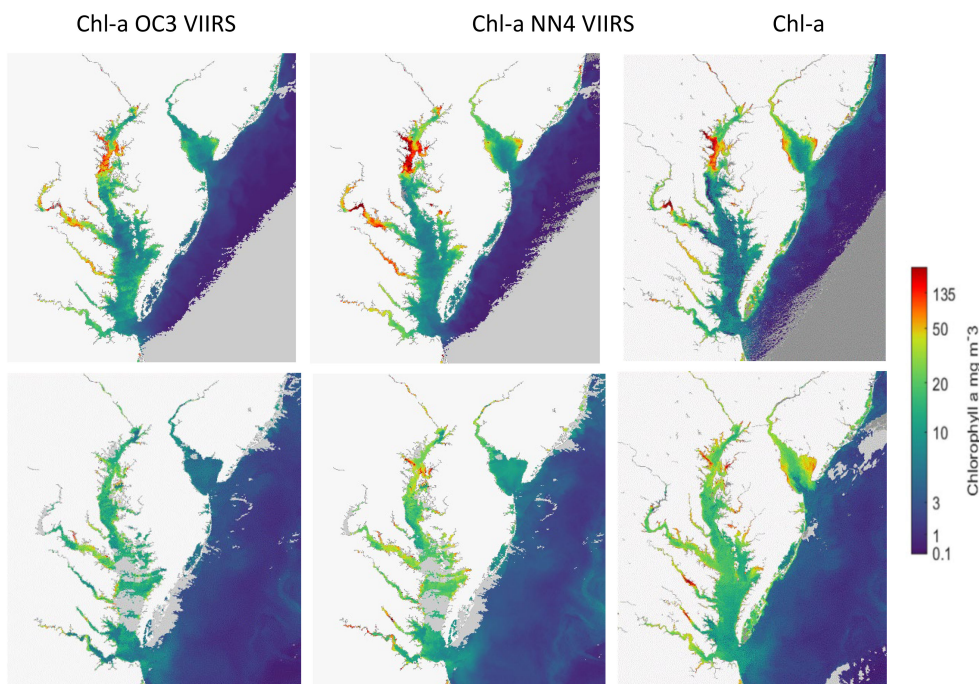 Chl-a OC3 VIIRS
Chl-a NN4 VIIRS
Chl-a
135
50
20
10
3
1
0.1
Chlorophyll a mg m^-3